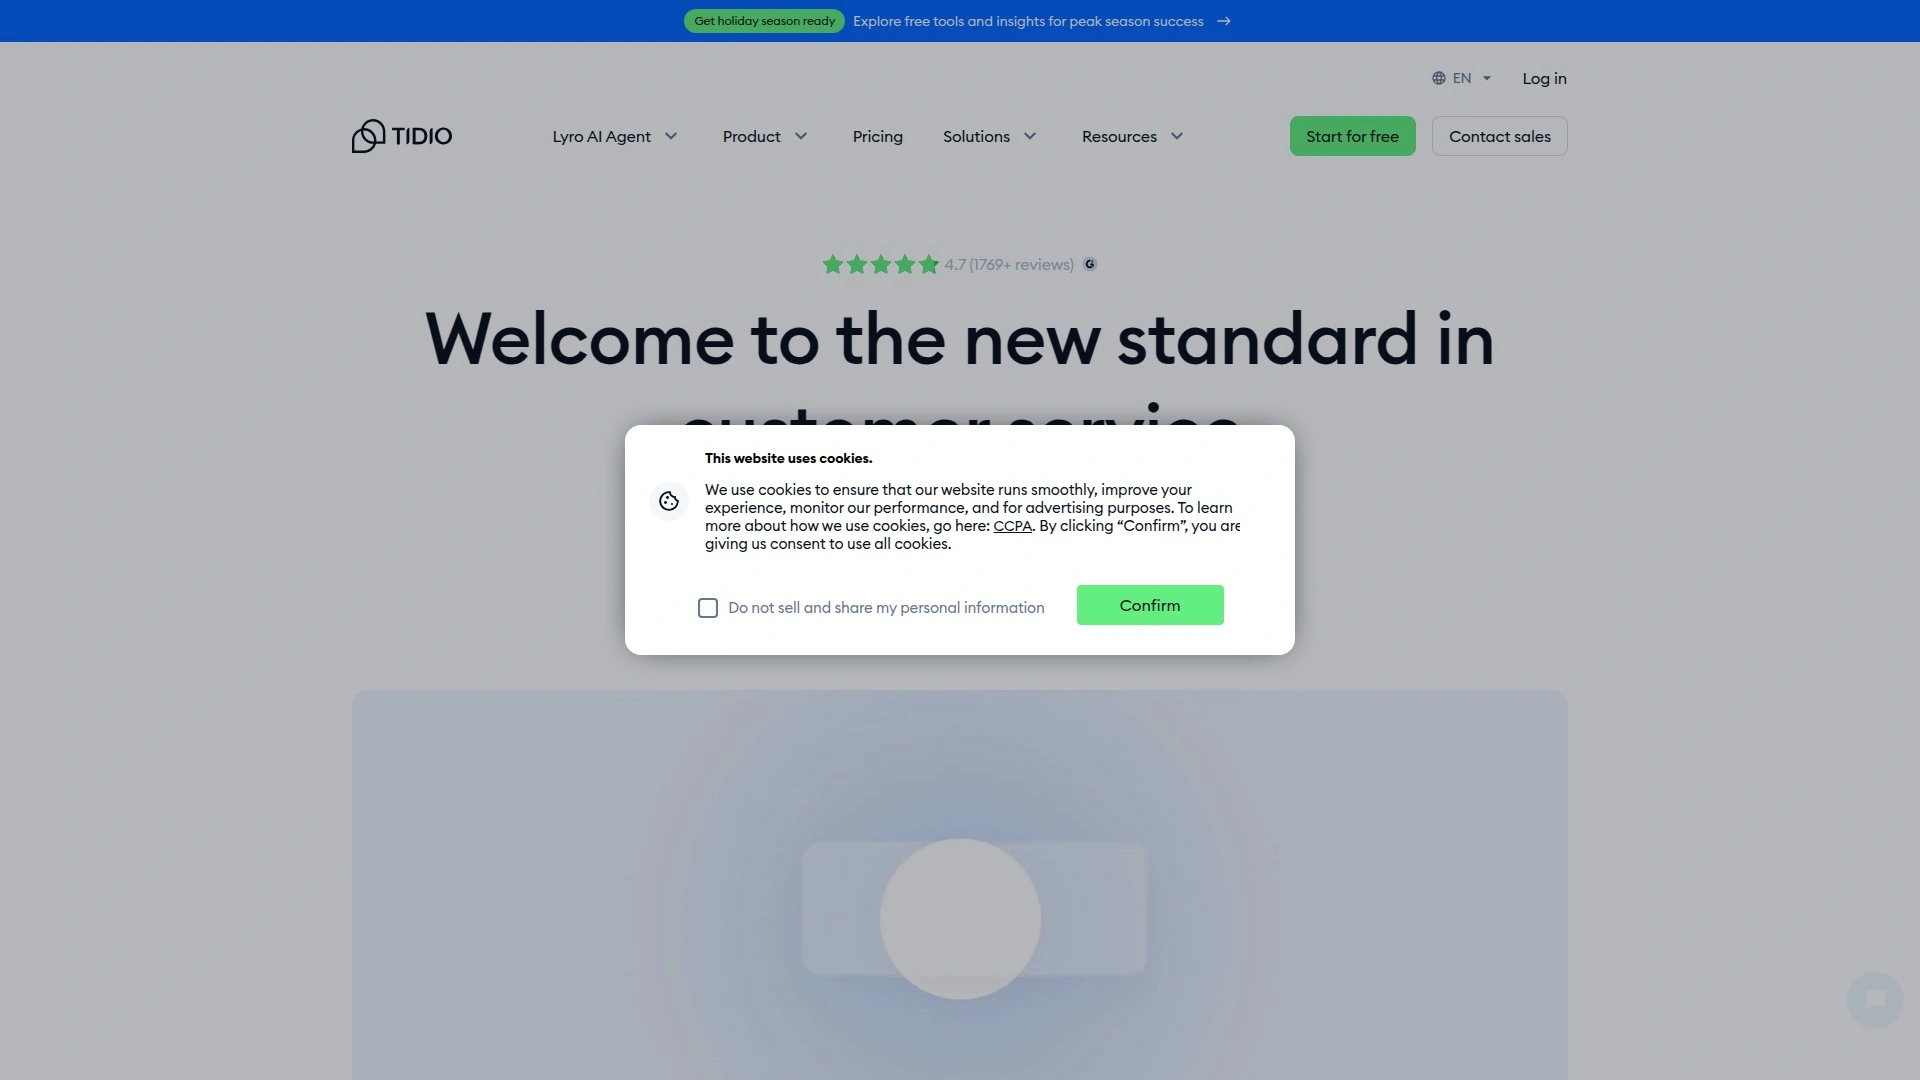 Get holiday season ready Explore free tools and insights for peak season success →
EN
Log in
TIDIO
Lyro AI Agent
Product
Pricing
Solutions
Resources
Start for free
Contact sales
4.7 (1769+ reviews)
Welcome to the new standard in
customer service
This website uses cookies.
We use cookies to ensure that our website runs smoothly, improve your
experience, monitor our performance, and for advertising purposes. To learn
more about how we use cookies, go here: CCPA. By clicking “Confirm”, you are
giving us consent to use all cookies.
Do not sell and share my personal information
Confirm